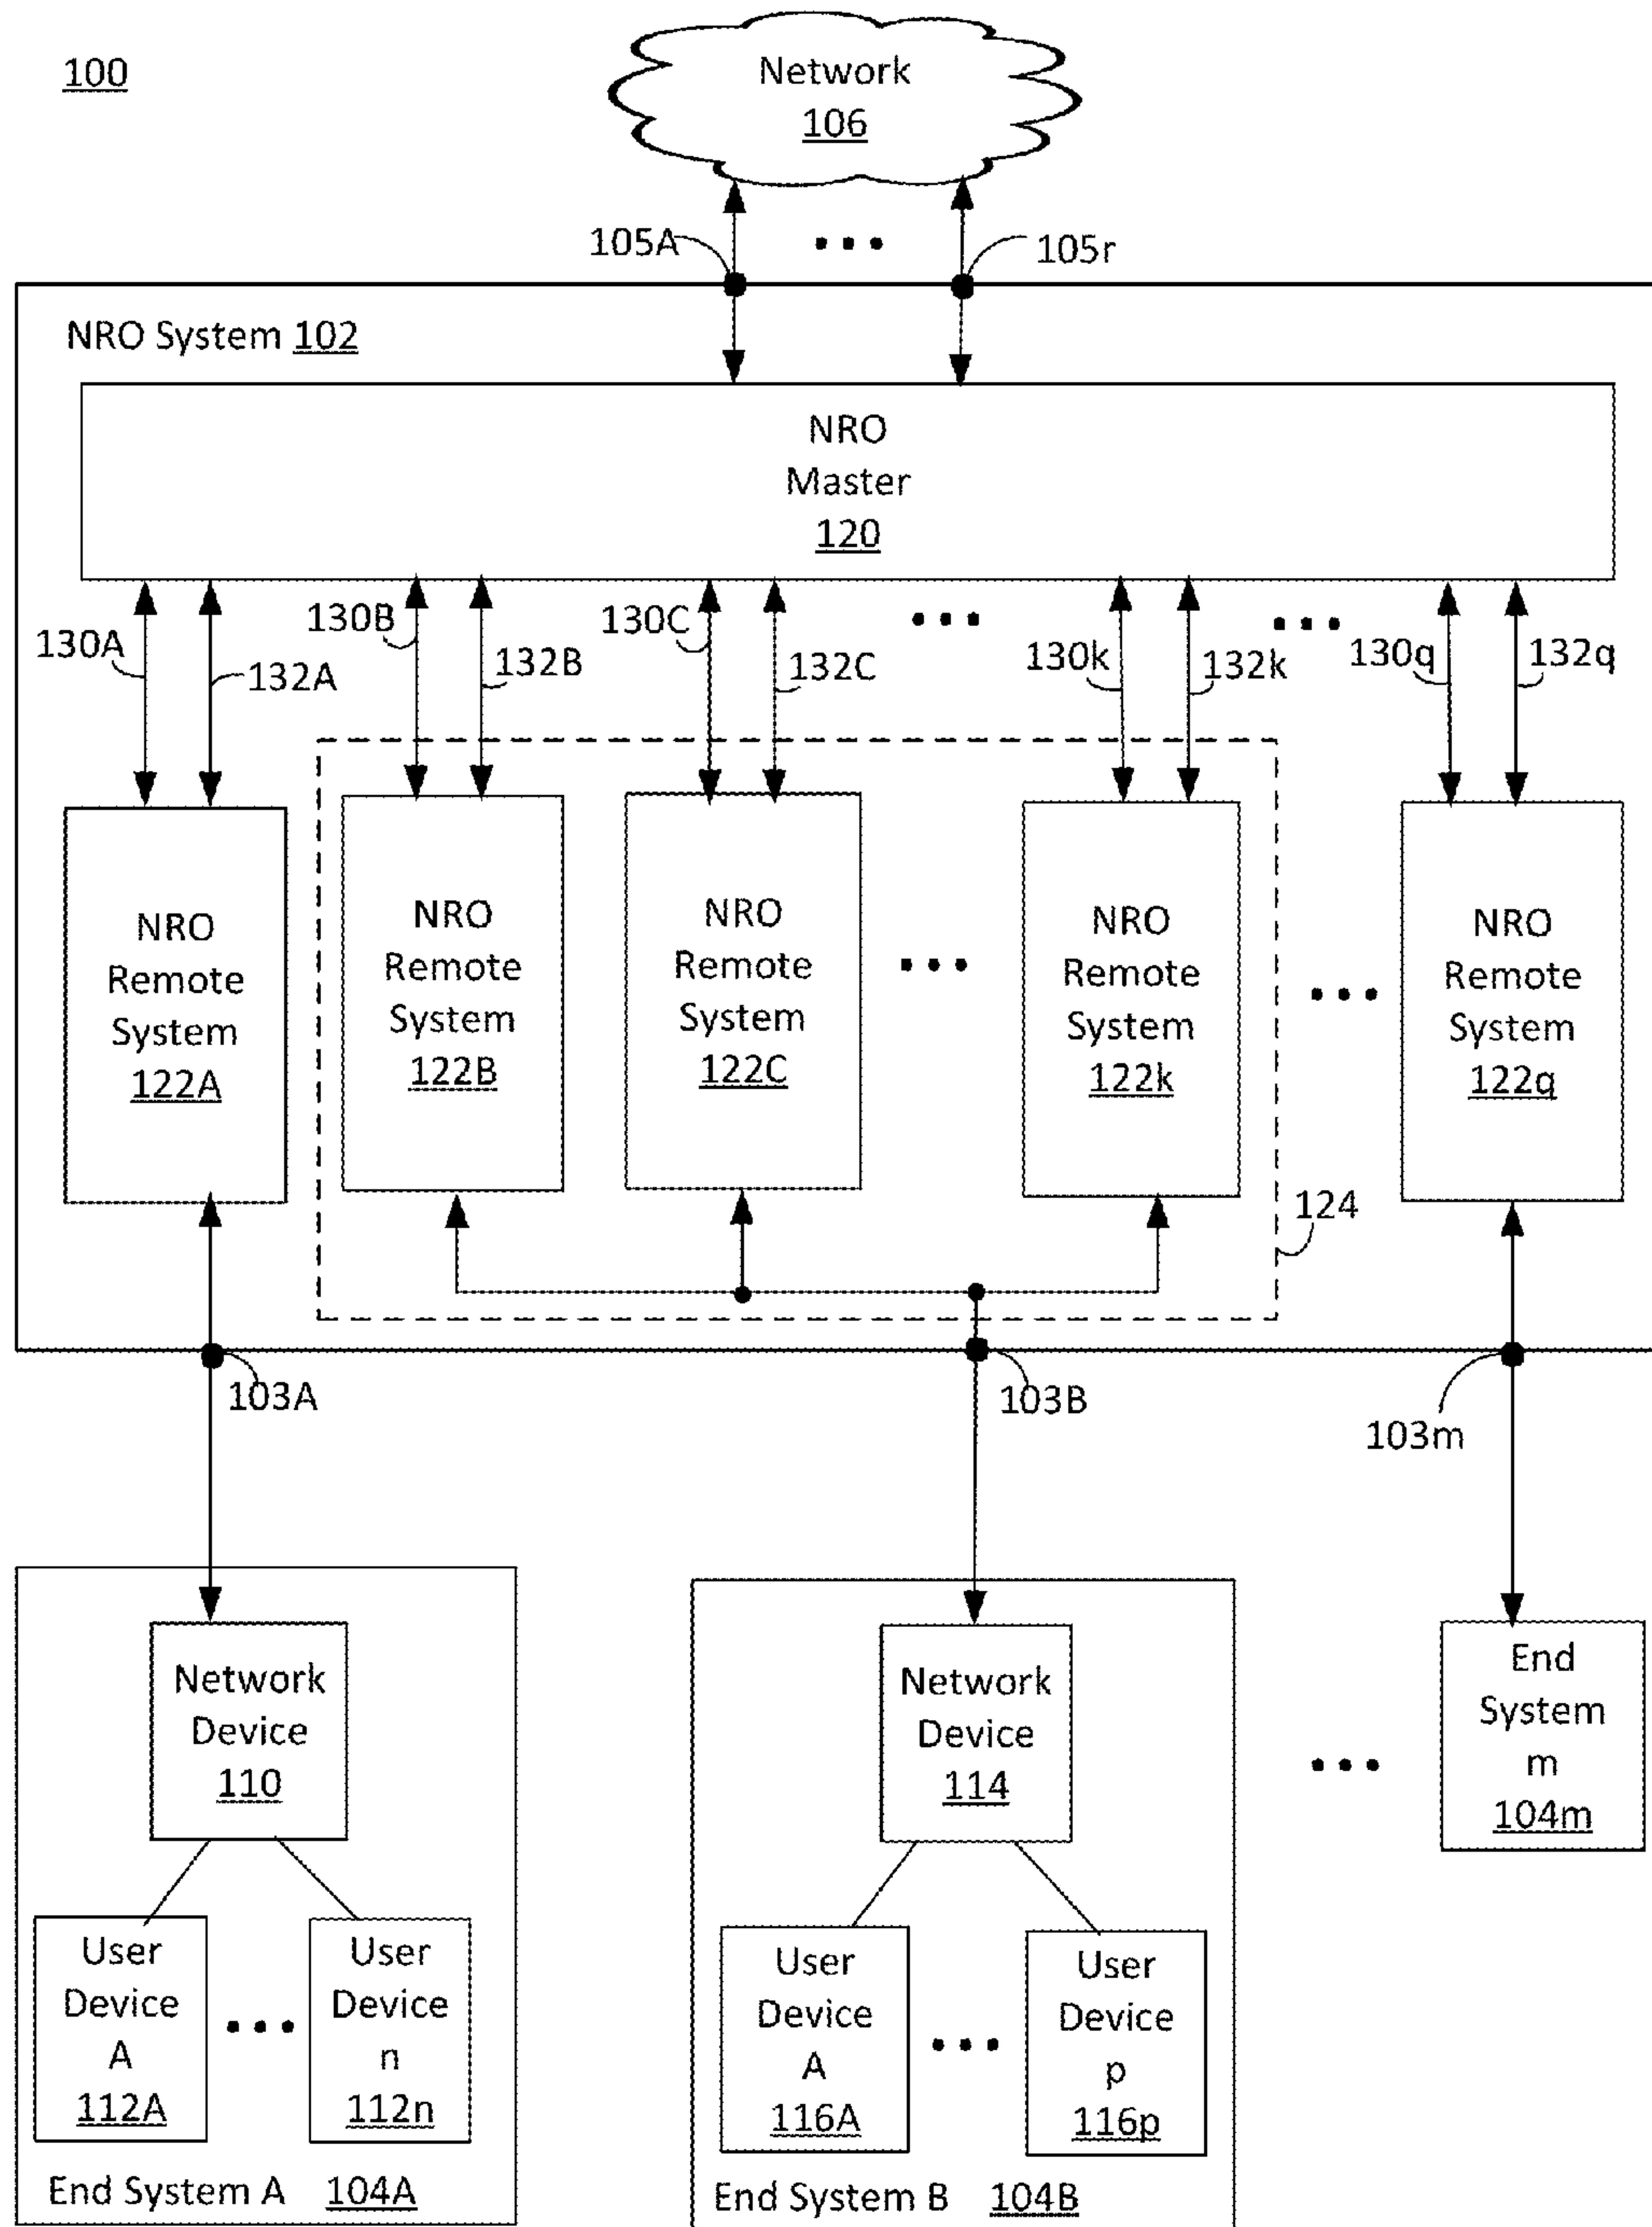 100
Network
106
105A
105r
NRO System 102
NRO
Master
120
130A
132A
130B
132B
130C
132C
130k
132k
130q
132q
NRO
Remote
System
122A
NRO
Remote
System
122B
NRO
Remote
System
122C
NRO
Remote
System
122k
NRO
Remote
System
122q
124
103A
103B
103m
Network
Device
110
User
Device
A
112A
User
Device
n
112n
End System A 104A
Network
Device
114
User
Device
A
116A
User
Device
p
116p
End System B 104B
End
System
m
104m